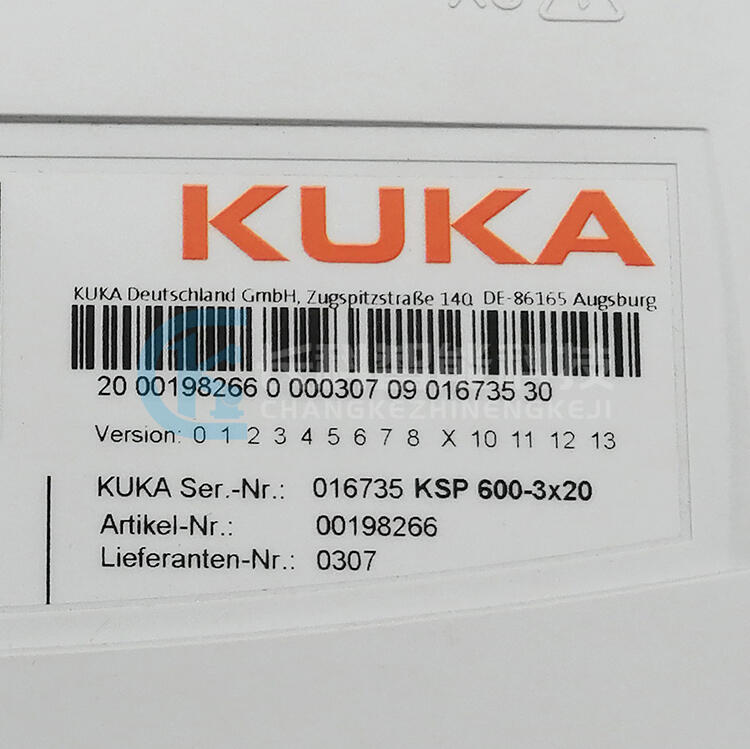 KUKA
KUKA Deutschland GmbH, Zugspitzstraße 140, DE-86165 Augsburg
20 00198266 0 000307 09 016735 30
CHANGKEZHINENGKEJI
Version: 0 1 2 3 4 5 6 7 8 X 10 11 12 13
KUKA Ser.-Nr.: 016735 KSP 600-3x20
Artikel-Nr.: 00198266
Lieferanten-Nr.: 0307